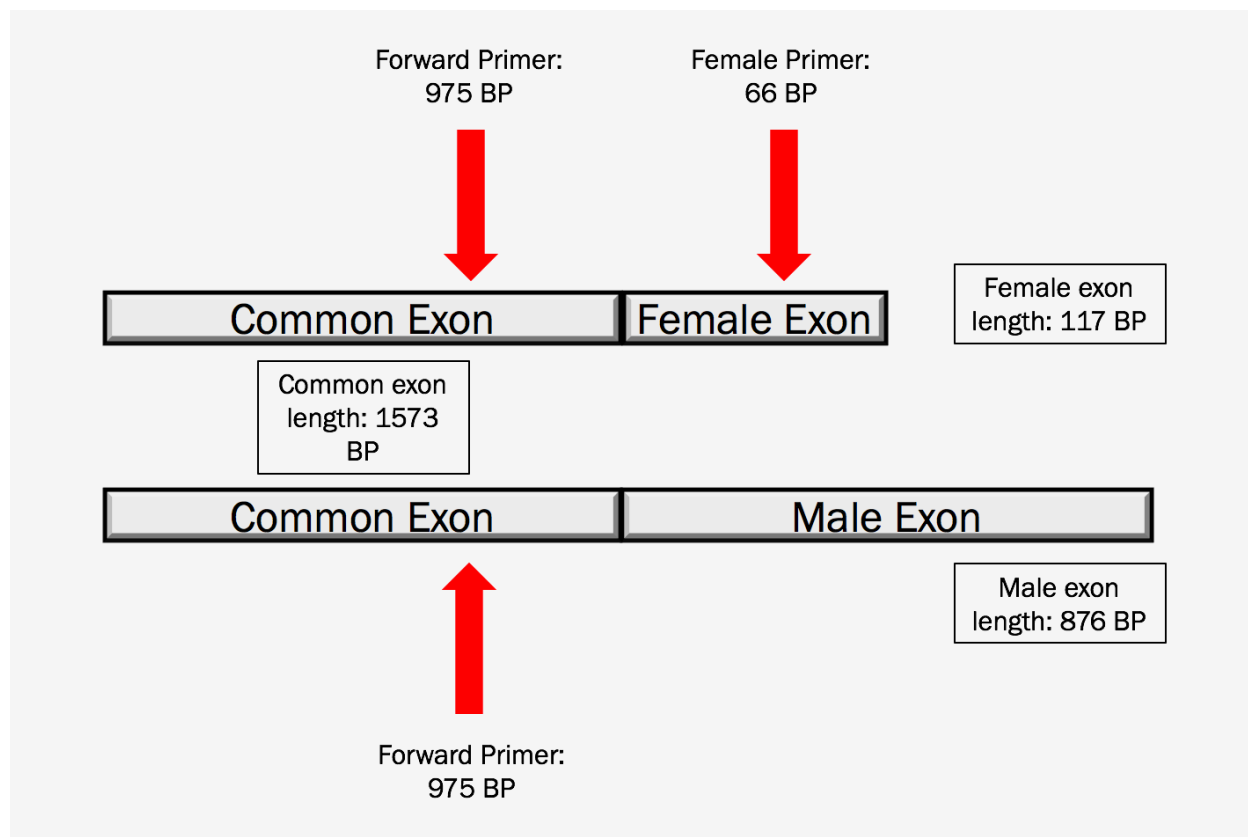 Forward Primer:
975 BP
Female Primer:
66 BP
Common Exon
Female Exon
Female exon
length: 117 BP
Common exon
length: 1573
BP
Common Exon
Male Exon
Male exon
length: 876 BP
Forward Primer:
975 BP